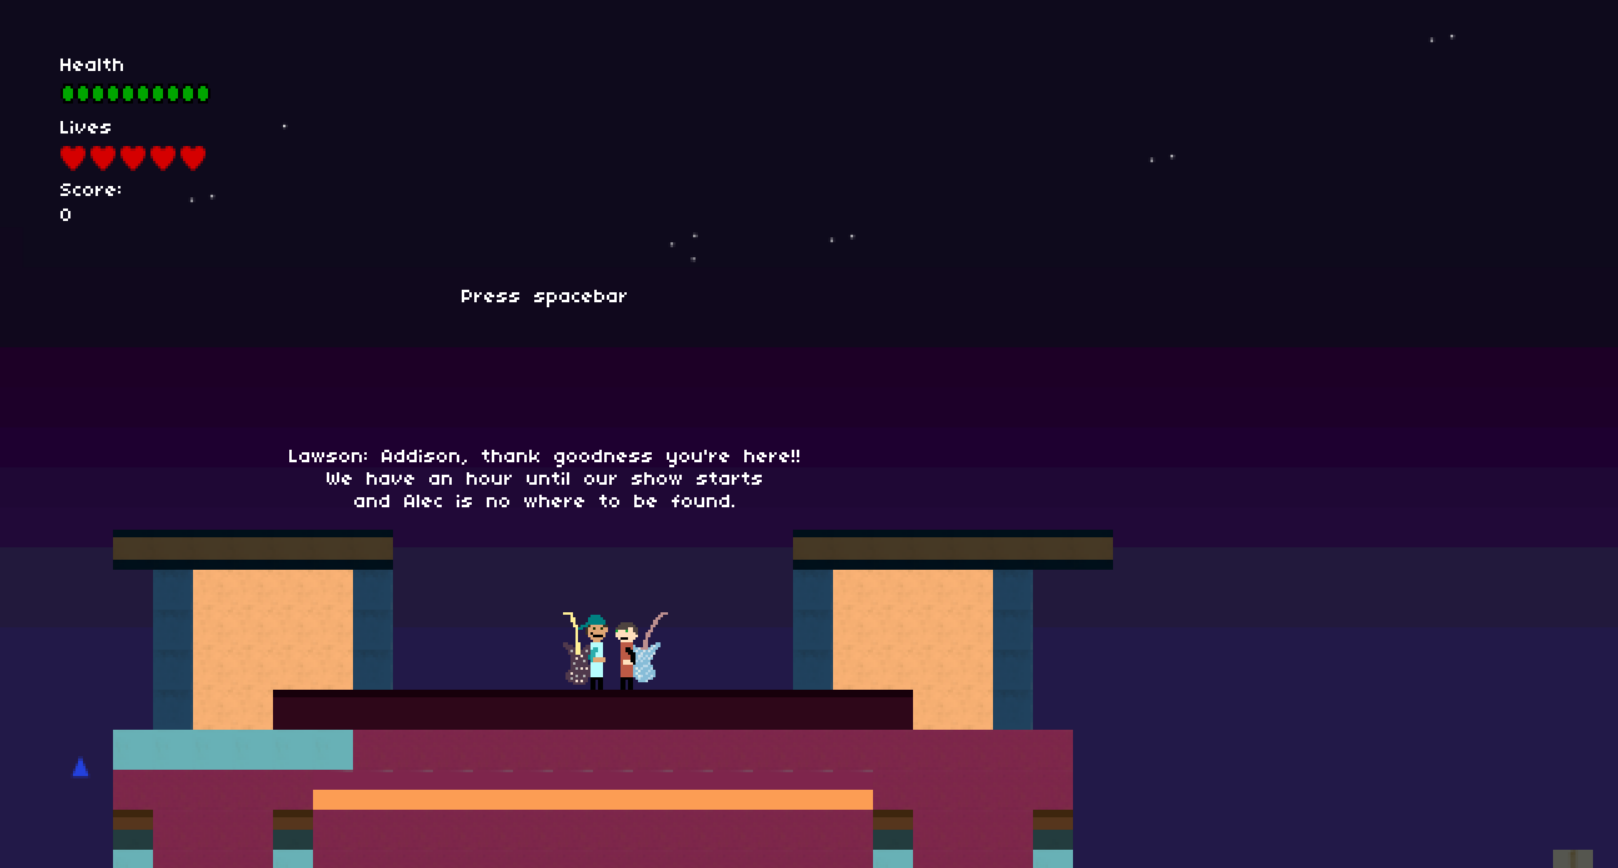 Health
Lives
Score:
0
Press spacebar
Lawson: Addison, thank goodness you're here!!
We have an hour until our show starts
and Alec is no where to be found.